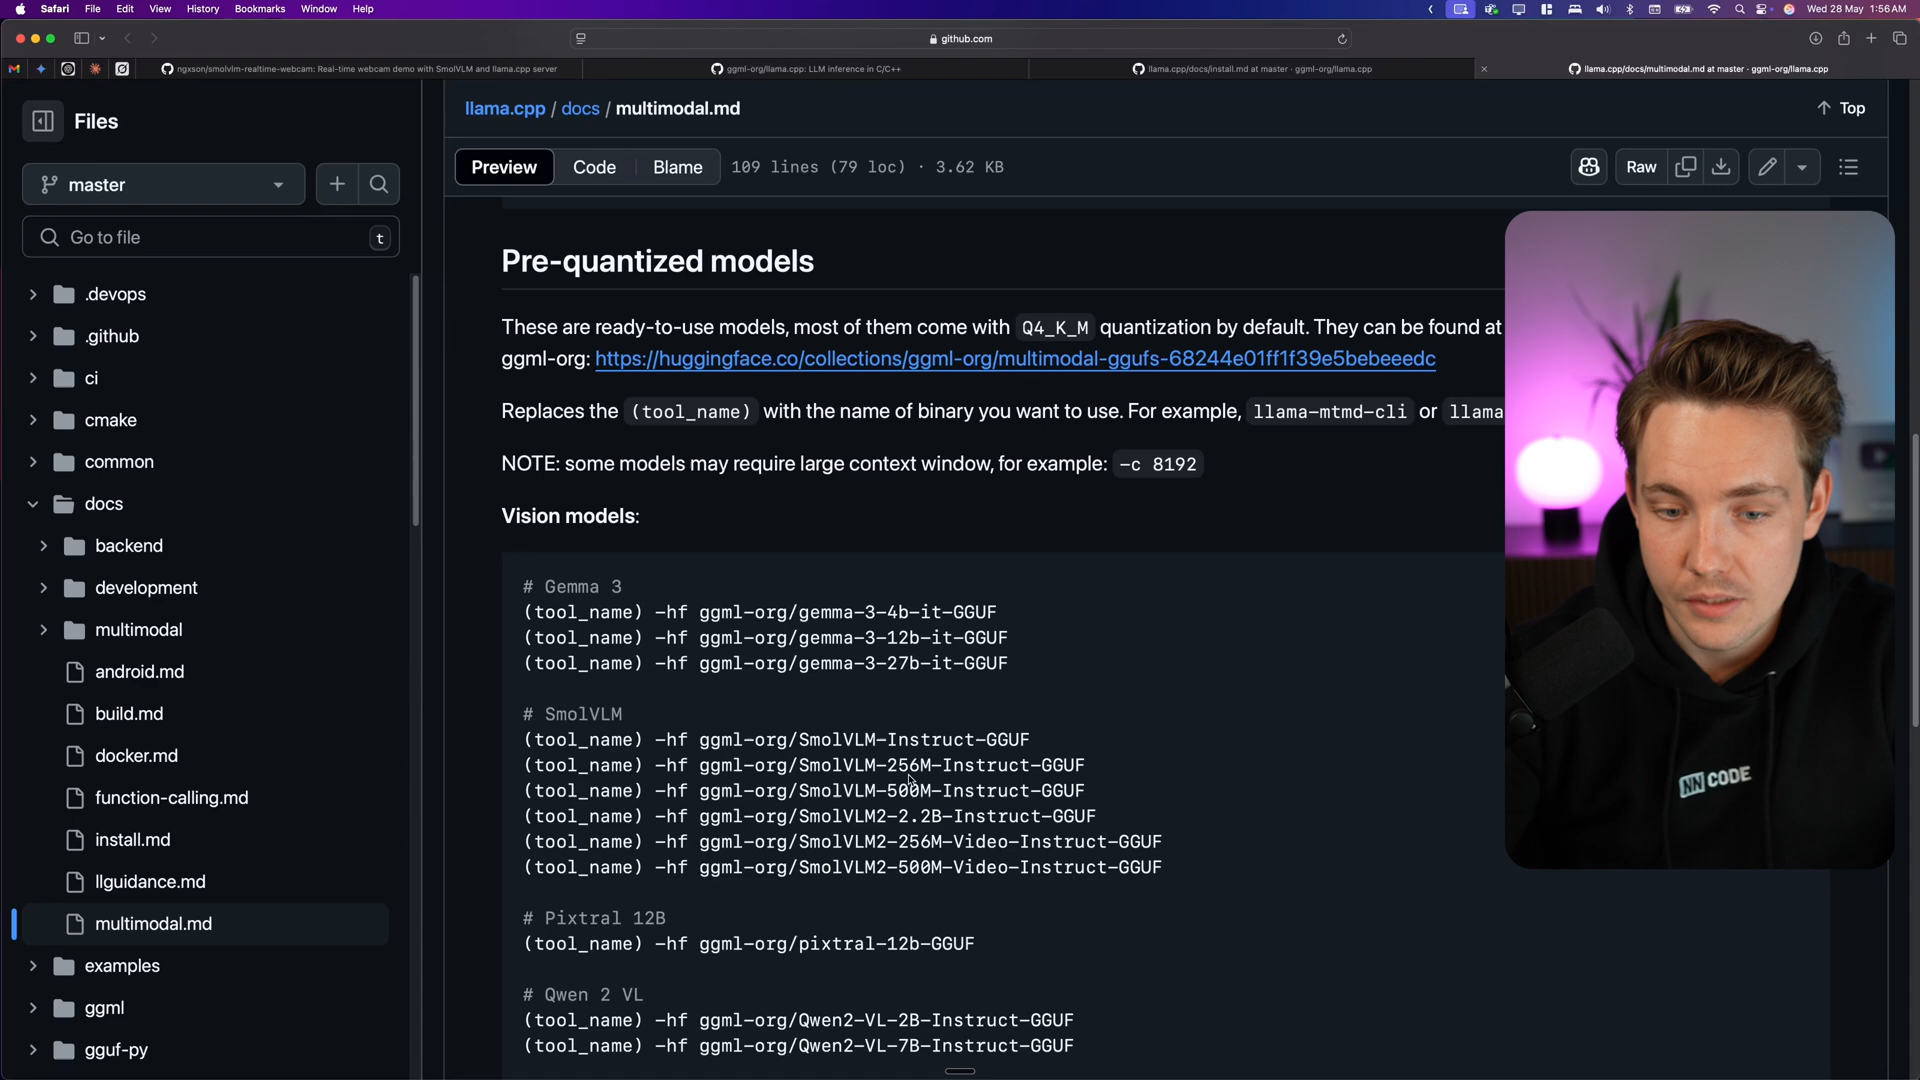 Safari File Edit View History Bookmarks Window Help
Wed 28 May 1:56 AM
github.com
ngxson/smolvlm-realtime-webcam: Real-time webcam demo with SmolVLM and llama.cpp server
ggml-org/llama.cpp: LLM inference in C/C++
llama.cpp/docs/install.md at master · ggml-org/llama.cpp
llama.cpp/docs/multimodal.md at master · ggml-org/llama.cpp
Files
master
Go to file
t
.devops
.github
ci
cmake
common
docs
backend
development
multimodal
android.md
build.md
docker.md
function-calling.md
install.md
llguidance.md
multimodal.md
examples
ggml
gguf-py
llama.cpp / docs / multimodal.md
Top
Preview Code Blame 109 lines (79 loc) · 3.62 KB
Raw
Pre-quantized models
These are ready-to-use models, most of them come with Q4_K_M quantization by default. They can be found at
ggml-org: https://huggingface.co/collections/ggml-org/multimodal-ggufs-68244e01ff1f39e5bebeeedc
Replaces the (tool_name) with the name of binary you want to use. For example, llama-mtmd-cli or llama
NOTE: some models may require large context window, for example: -c 8192
Vision models:
# Gemma 3
(tool_name) -hf ggml-org/gemma-3-4b-it-GGUF
(tool_name) -hf ggml-org/gemma-3-12b-it-GGUF
(tool_name) -hf ggml-org/gemma-3-27b-it-GGUF
# SmolVLM
(tool_name) -hf ggml-org/SmolVLM-Instruct-GGUF
(tool_name) -hf ggml-org/SmolVLM-256M-Instruct-GGUF
(tool_name) -hf ggml-org/SmolVLM-500M-Instruct-GGUF
(tool_name) -hf ggml-org/SmolVLM2-2.2B-Instruct-GGUF
(tool_name) -hf ggml-org/SmolVLM2-256M-Video-Instruct-GGUF
(tool_name) -hf ggml-org/SmolVLM2-500M-Video-Instruct-GGUF
# Pixtral 12B
(tool_name) -hf ggml-org/pixtral-12b-GGUF
# Qwen 2 VL
(tool_name) -hf ggml-org/Qwen2-VL-2B-Instruct-GGUF
(tool_name) -hf ggml-org/Qwen2-VL-7B-Instruct-GGUF
NN CODE